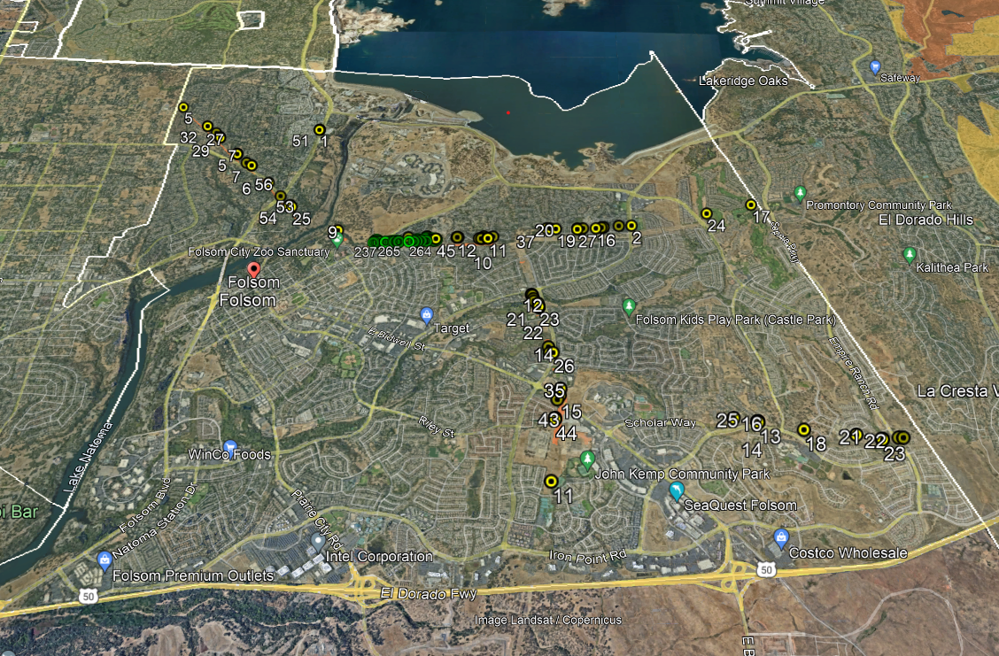 Summit Village
Safeway
Lakeridge Oaks
5
32
27
29
7
5
7
6
56
53
54
25
51
1
9
Folsom City Zoo Sanctuary
237
265
264
45
12
10
11
37
20
19
27
16
2
24
17
Promontory Community Park
El Dorado Hills
Kalithea Park
Folsom
Folsom
Target
E Bidwell St
12
21
23
22
Folsom Kids Play Park (Castle Park)
14
26
Empire Ranch Rd
35
15
43
44
La Cresta V
Riley St
Scholar Way
25
16
13
14
18
21
22
23
WinCo Foods
Lake Natoma
John Kemp Community Park
11
SeaQuest Folsom
Folsom Blvd
Natoma Station Dr
Prairie City Rd
Intel Corporation
Iron Point Rd
Costco Wholesale
Folsom Premium Outlets
50
El Dorado Fwy
50
Image Landsat / Copernicus